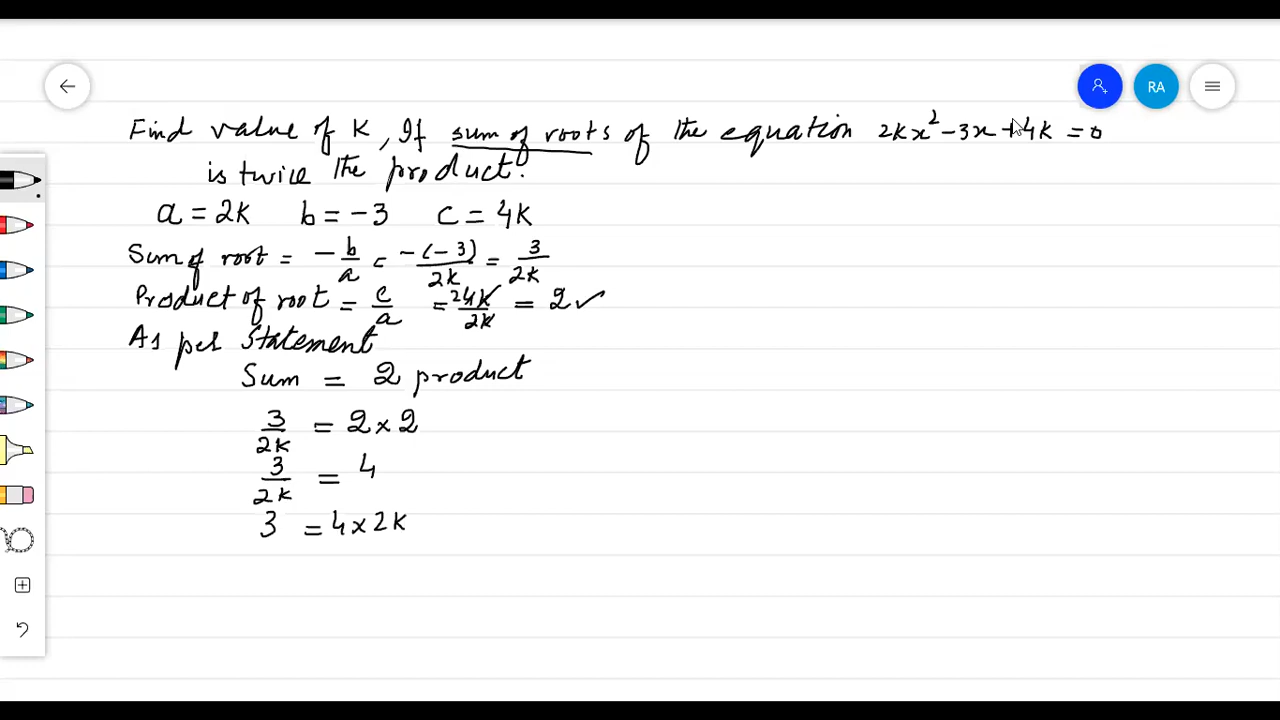 RA
Find value of K, If sum of roots of the equation 2kx² - 3x + 4k = 0
is twice the product.
a = 2k b = -3 c = 4k
Sum of root = -b/a = -(-3)/2k = 3/2k
Product of root = c/a = 24k/2k = 2✓
As per Statement
Sum = 2 product
3/2k = 2 × 2
3/2k = 4
3 = 4 × 2k